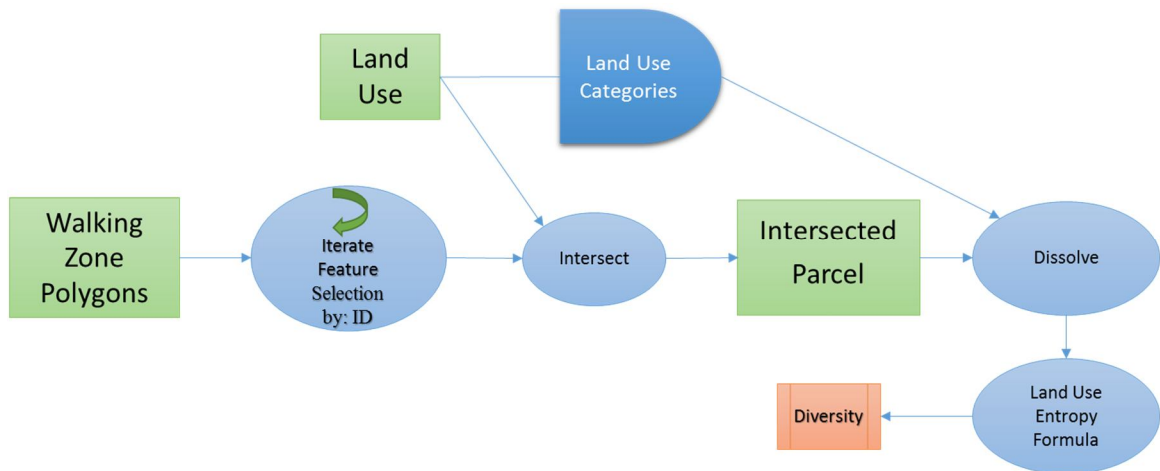 Land
Use
Land Use
Categories
Walking
Zone
Polygons
Iterate
Feature
Selection
by: ID
Intersect
Intersected
Parcel
Dissolve
Land Use
Entropy
Formula
Diversity